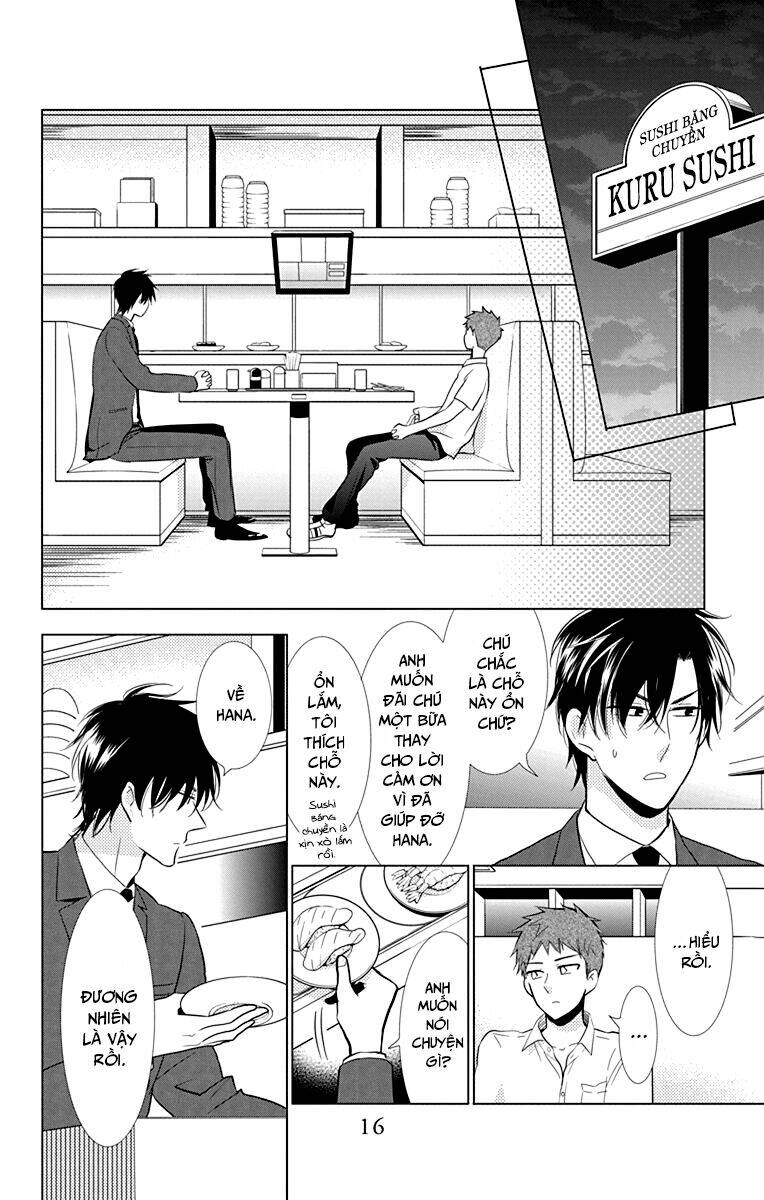 SUSHI BĂNG
CHUYỀN
KURU SUSHI
CHÚ
CHẮC
LÀ CHỖ
NÀY ỔN
CHỨ?
ANH
MUỐN
ĐÃI CHÚ
MỘT BỮA
THAY
CHO LỜI
CẢM ƠN
VÌ ĐÃ
GIÚP ĐỠ
HANA.
ỔN
LẮM,
TÔI
THÍCH
CHỖ
NÀY.
Sushi
băng
chuyền là
xịn xò lắm
rồi.
...HIỂU
RỒI.
...
ANH
MUỐN
NÓI
CHUYỆN
GÌ?
VỀ
HANA.
ĐƯƠNG
NHIÊN
LÀ VẬY
RỒI.
16